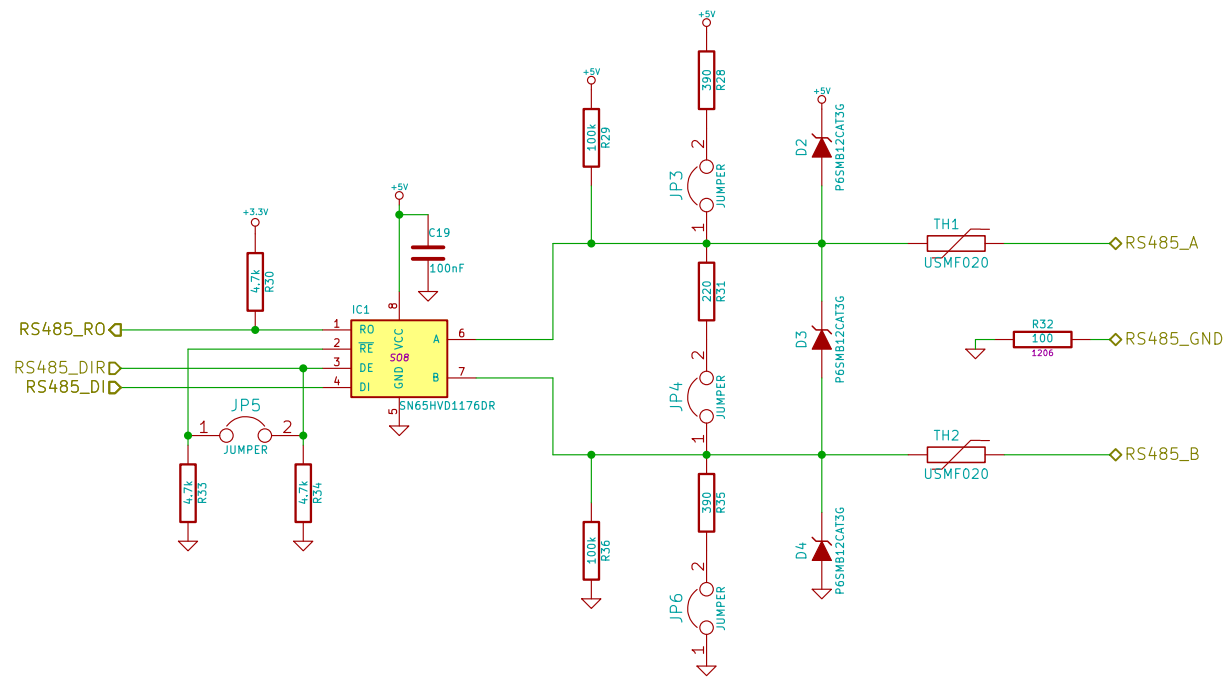 +5V
390
R28
+5V
100k
R29
+5V
D2
P6SMB12CAT3G
2
JP3
JUMPER
1
+5V
+3.3V
C19
100nF
TH1
USMF020
RS485_A
4.7k
R30
220
R31
IC1
8
RS485_RO
1
RO
VCC
A
6
2
RE
SO8
RS485_DIR
3
DE
B
7
RS485_DI
4
DI
GND
5
SN65HVD1176DR
D3
P6SMB12CAT3G
R32
100
1206
RS485_GND
2
JP4
JUMPER
1
JP5
1
2
JUMPER
TH2
USMF020
RS485_B
4.7k
R33
4.7k
R34
390
R35
100k
R36
D4
P6SMB12CAT3G
2
JP6
JUMPER
1